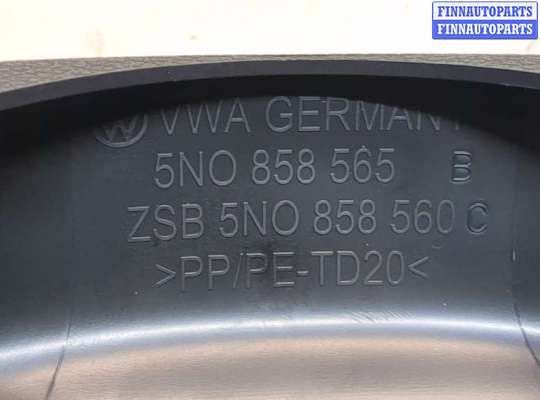 FINNAUTOPARTS
FINNAUTOPARTS
VWA GERMANY
5NO 858 565 B
ZSB 5NO 858 560 C
>PP/PE-TD20<